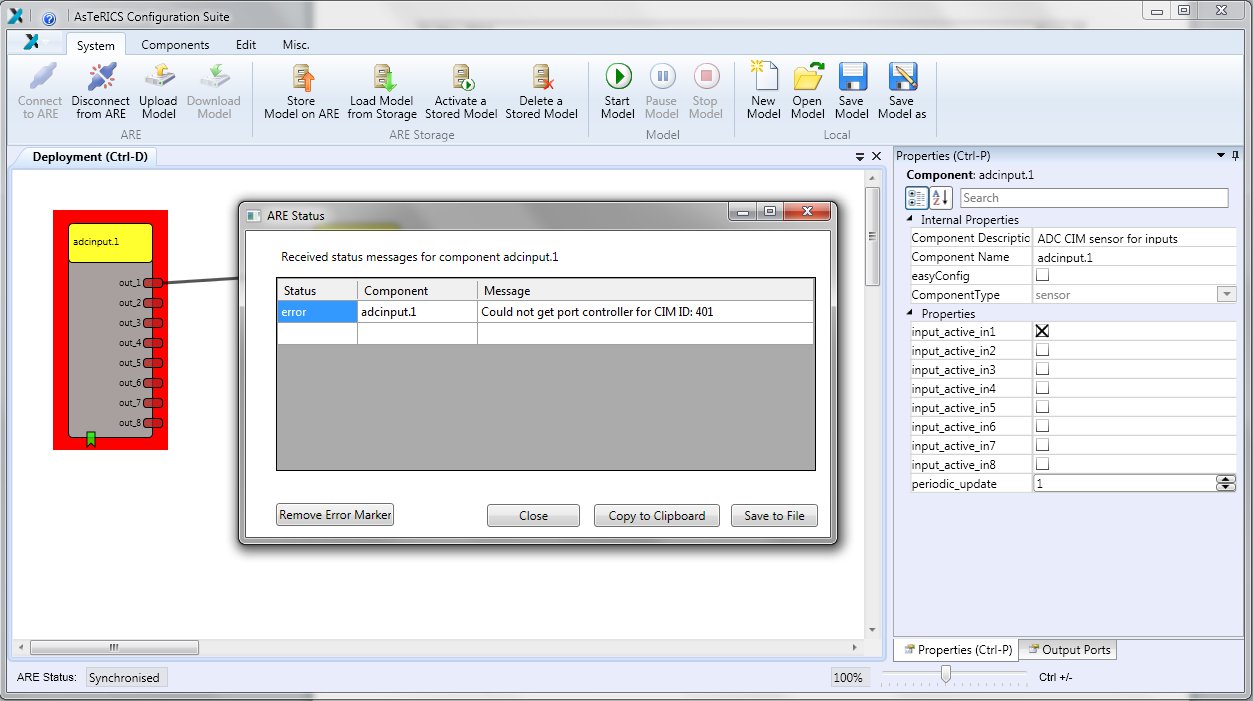 AsTeRICS Configuration Suite
System Components Edit Misc.
Connect to ARE
Disconnect from ARE
Upload Model
Download Model
ARE
Store Model on ARE
Load Model from Storage
Activate a Stored Model
Delete a Stored Model
ARE Storage
Start Model
Pause Model
Stop Model
Model
New Model
Open Model
Save Model
Save Model as
Local
Deployment (Ctrl-D)
adcinput.1
out_1
out_2
out_3
out_4
out_5
out_6
out_7
out_8
ARE Status
Received status messages for component adcinput.1
Status Component Message
error adcinput.1 Could not get port controller for CIM ID: 401
Remove Error Marker Close Copy to Clipboard Save to File
Properties (Ctrl-P)
Component: adcinput.1
Search
Internal Properties
Component Descriptio ADC CIM sensor for inputs
Component Name adcinput.1
easyConfig
ComponentType sensor
Properties
input_active_in1
input_active_in2
input_active_in3
input_active_in4
input_active_in5
input_active_in6
input_active_in7
input_active_in8
periodic_update 1
Properties (Ctrl-P) Output Ports
ARE Status: Synchronised 100% Ctrl +/-